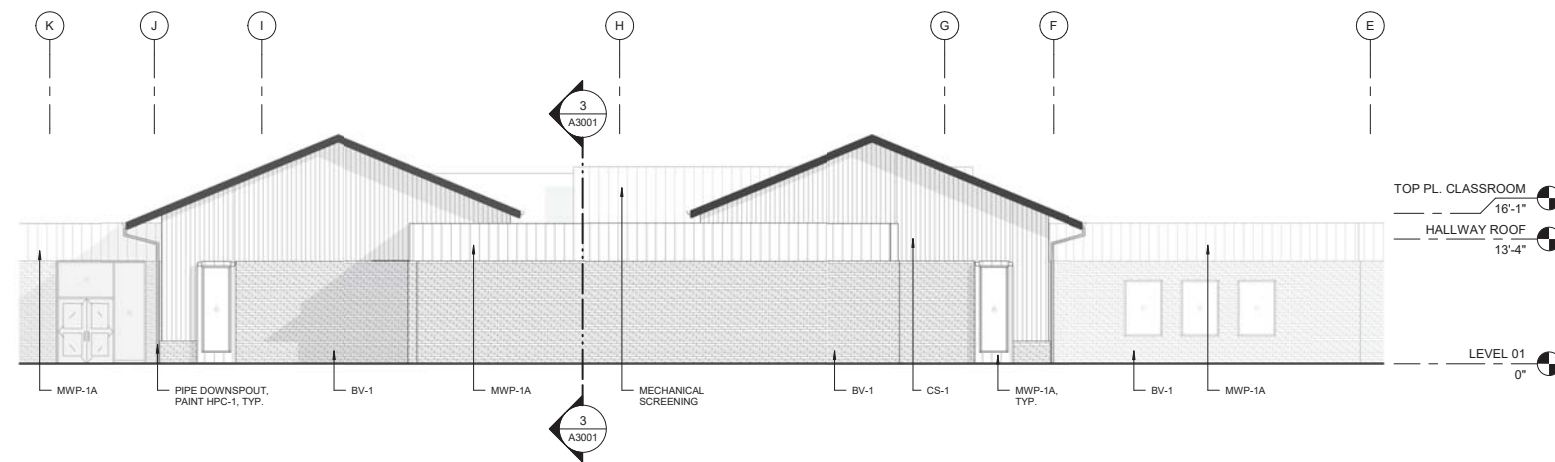 K
J
I
H
G
F
E
3
A3001
TOP PL. CLASSROOM
16'-1"
HALLWAY ROOF
13'-4"
LEVEL 01
0"
MWP-1A
PIPE DOWNSPOUT,
PAINT HPC-1, TYP.
BV-1
MWP-1A
MECHANICAL
SCREENING
BV-1
CS-1
MWP-1A,
TYP.
BV-1
MWP-1A
3
A3001